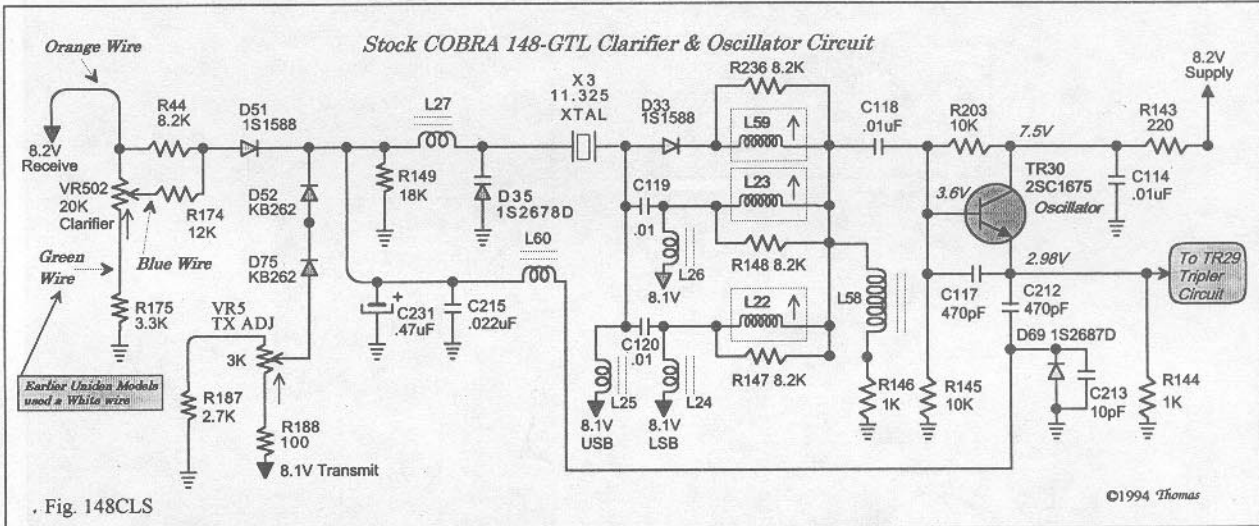 Stock COBRA 148-GTL Clarifier & Oscillator Circuit
Orange Wire
8.2V
Receive
R44
8.2K
D51
1S1588
VR502
20K
Clarifier
R174
12K
Blue Wire
Green
Wire
R175
3.3K
Earlier Uniden Models
used a White wire
D52
KB262
D75
KB262
VR5
TX ADJ
3K
R187
2.7K
R188
100
8.1V Transmit
L27
R149
18K
D35
1S2678D
L60
C231
.47uF
+
C215
.022uF
X3
11.325
XTAL
D33
1S1588
R236 8.2K
L59
C119
.01
L23
L26
8.1V
R148 8.2K
L22
C120
.01
R147 8.2K
L25
L24
8.1V
USB
8.1V
LSB
L58
R146
1K
C118
.01uF
R203
10K
7.5V
R143
220
8.2V
Supply
3.6V
TR30
2SC1675
Oscillator
C114
.01uF
2.98V
To TR29
Tripler
Circuit
C117
470pF
C212
470pF
R145
10K
D69 1S2687D
C213
10pF
R144
1K
. Fig. 148CLS
©1994 Thomas